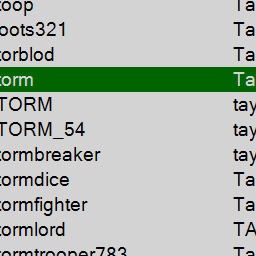 toop Ta
oots321 Ta
torblod Ta
torm Ta
TORM tay
TORM_54 tay
tormbreaker tay
tormdice Ta
tormfighter Ta
tormlord TA
tormtrooper783 Ta